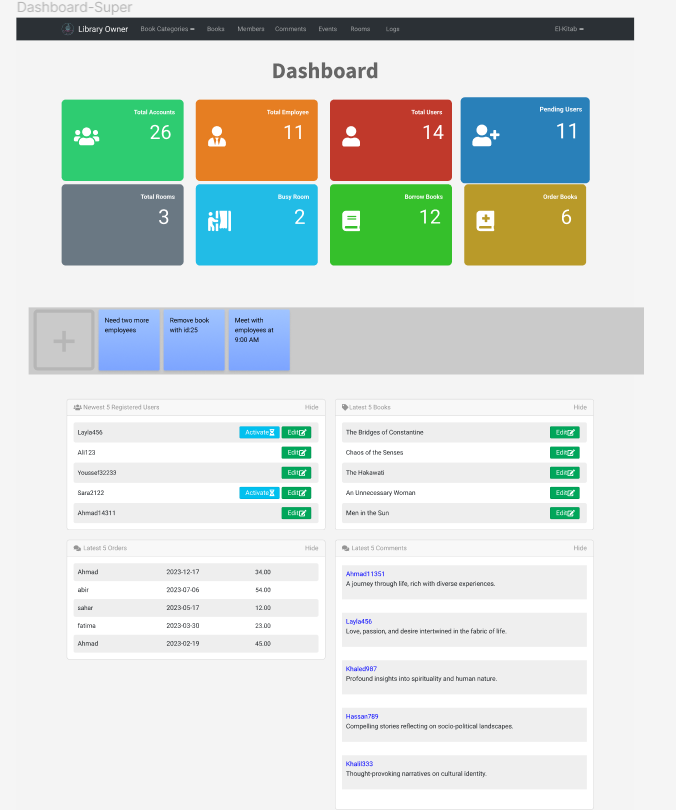 Dashboard-Super
Library Owner Book Categories Books Members Comments Events Rooms Logs El-Kitab
Dashboard
Total Accounts
26
Total Employee
11
Total Users
14
Pending Users
11
Total Rooms
3
Busy Room
2
Borrow Books
12
Order Books
6
Need two more
employees
Remove book
with id:25
Meet with
employees at
9:00 AM
Newest 5 Registered Users Hide
Layla456 Activate Edit
Ali123 Edit
Youssef32233 Edit
Sara2122 Activate Edit
Ahmad14311 Edit
Latest 5 Books Hide
The Bridges of Constantine Edit
Chaos of the Senses Edit
The Hakawati Edit
An Unnecessary Woman Edit
Men in the Sun Edit
Latest 5 Orders Hide
Ahmad 2023-12-17 34.00
abir 2023-07-06 54.00
sahar 2023-05-17 12.00
fatima 2023-03-30 23.00
Ahmad 2023-02-19 45.00
Latest 5 Comments Hide
Ahmad11351
A journey through life, rich with diverse experiences.
Layla456
Love, passion, and desire intertwined in the fabric of life.
Khaled987
Profound insights into spirituality and human nature.
Hassan789
Compelling stories reflecting on socio-political landscapes.
Khalil333
Thought-provoking narratives on cultural identity.